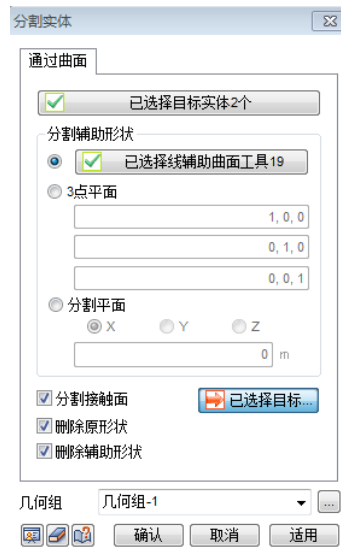 分割实体
通过曲面
已选择目标实体2个
分割辅助形状
已选择线辅助曲面工具19
3点平面
1, 0, 0
0, 1, 0
0, 0, 1
分割平面
X Y Z
0 m
分割接触面 已选择目标...
删除原形状
删除辅助形状
几何组 几何组-1 ...
确认 取消 适用